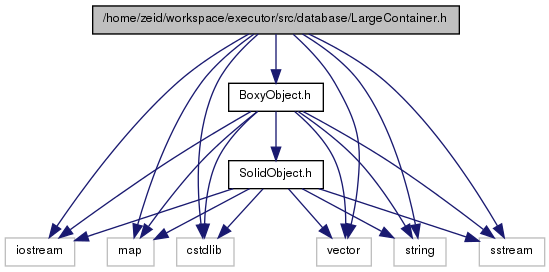 /home/zeid/workspace/executor/src/database/LargeContainer.h
BoxyObject.h
SolidObject.h
iostream
map
cstdlib
vector
string
sstream